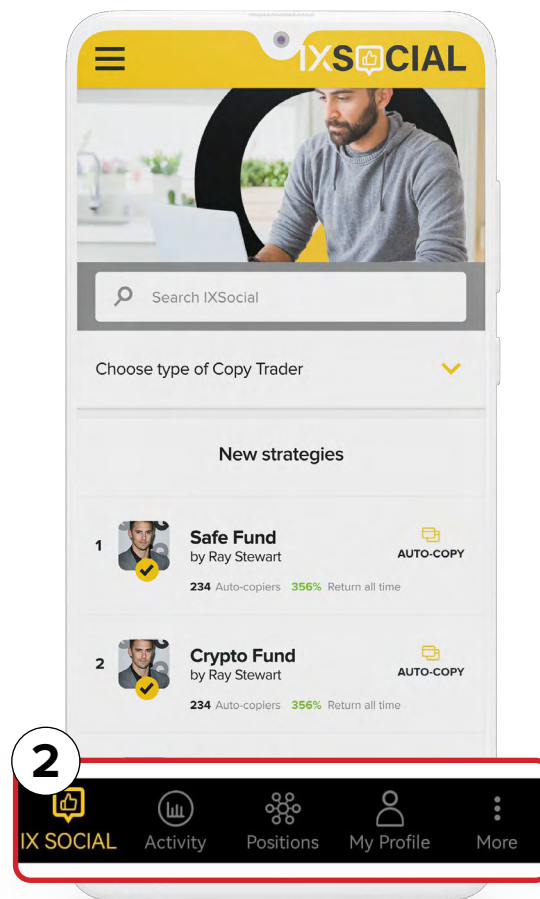 IXSOCIAL
Search IXSocial
Choose type of Copy Trader
New strategies
1
Safe Fund
by Ray Stewart
AUTO-COPY
234 Auto-copiers 356% Return all time
2
Crypto Fund
by Ray Stewart
AUTO-COPY
234 Auto-copiers 356% Return all time
2
IX SOCIAL
Activity
Positions
My Profile
More